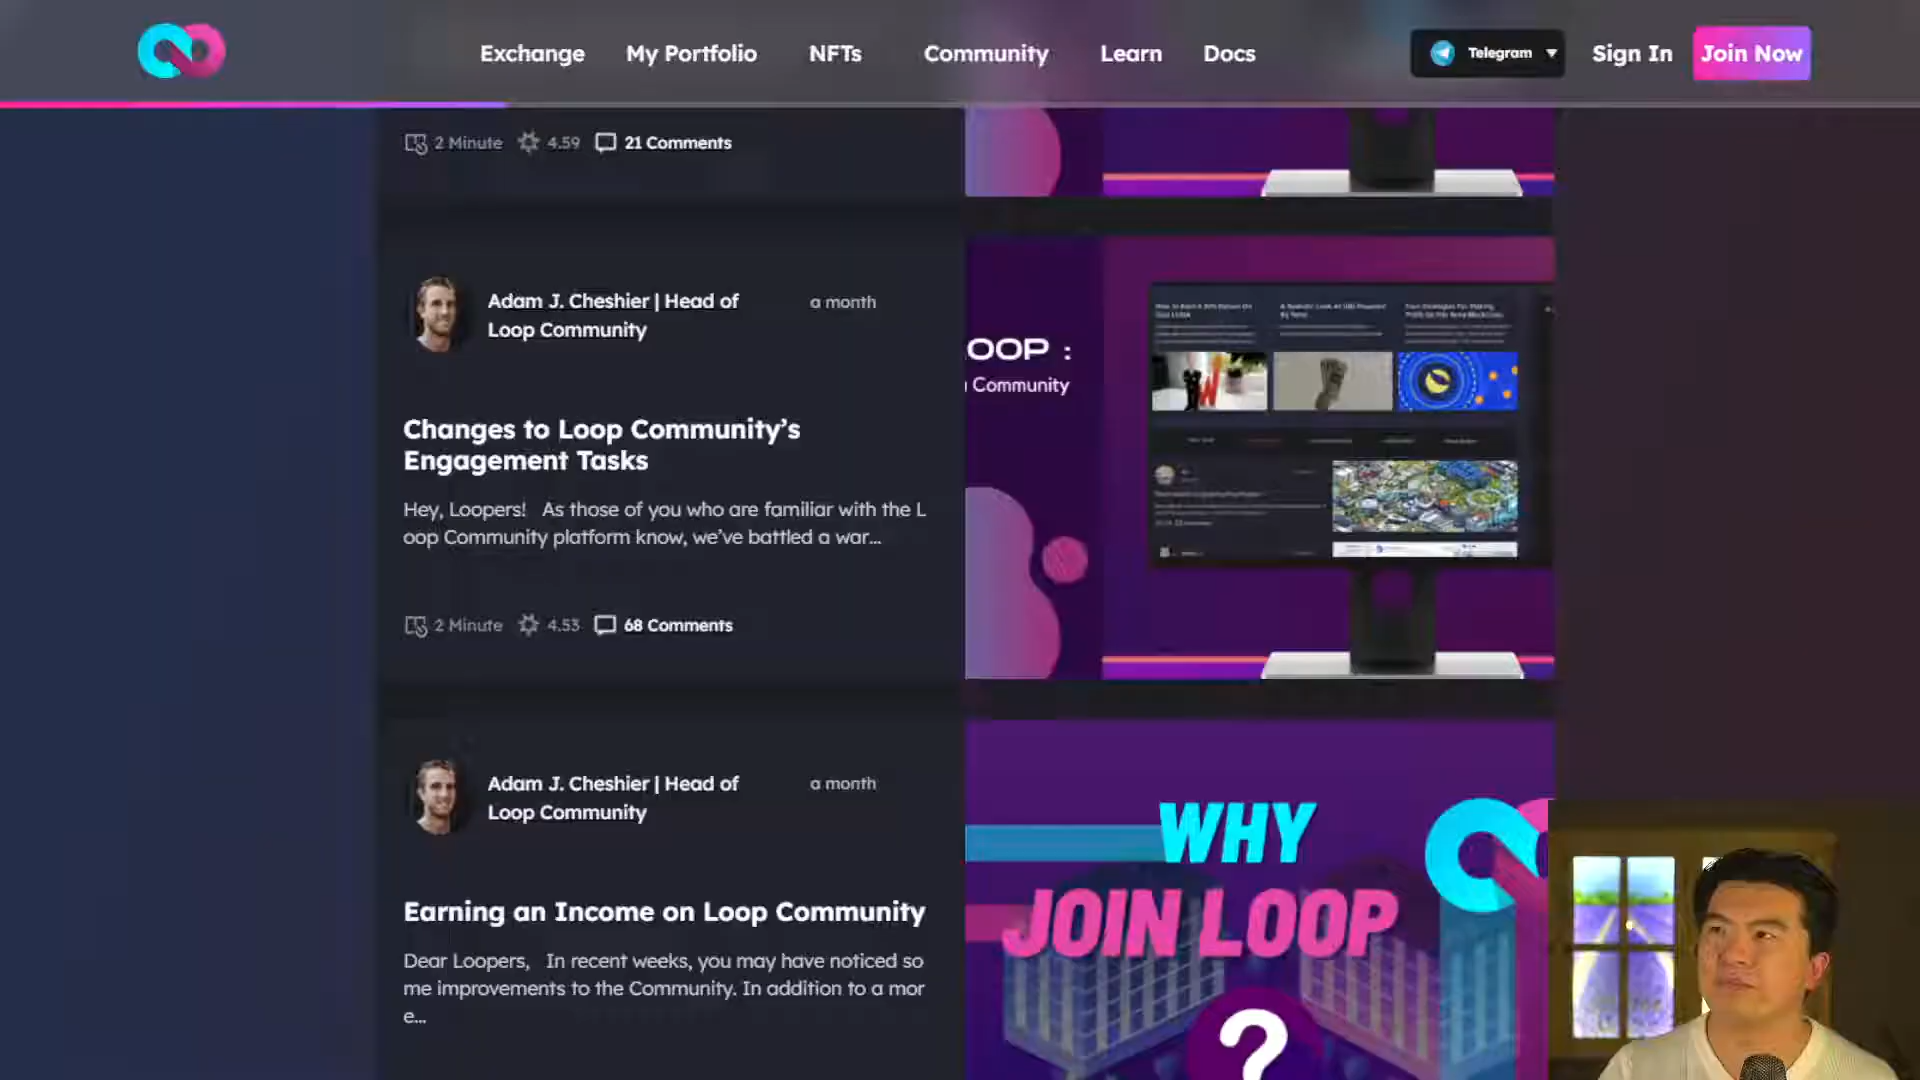 Exchange
My Portfolio
NFTs
Community
Learn
Docs
Telegram
Sign In
Join Now
2 Minute
4.59
21 Comments
Adam J. Cheshier | Head of
Loop Community
a month
Changes to Loop Community’s
Engagement Tasks
Hey, Loopers! As those of you who are familiar with the L
oop Community platform know, we’ve battled a war...
2 Minute
4.53
68 Comments
OOP :
Community
Adam J. Cheshier | Head of
Loop Community
a month
Earning an Income on Loop Community
Dear Loopers, In recent weeks, you may have noticed so
me improvements to the Community. In addition to a mor
e...
WHY
JOIN LOOP
?